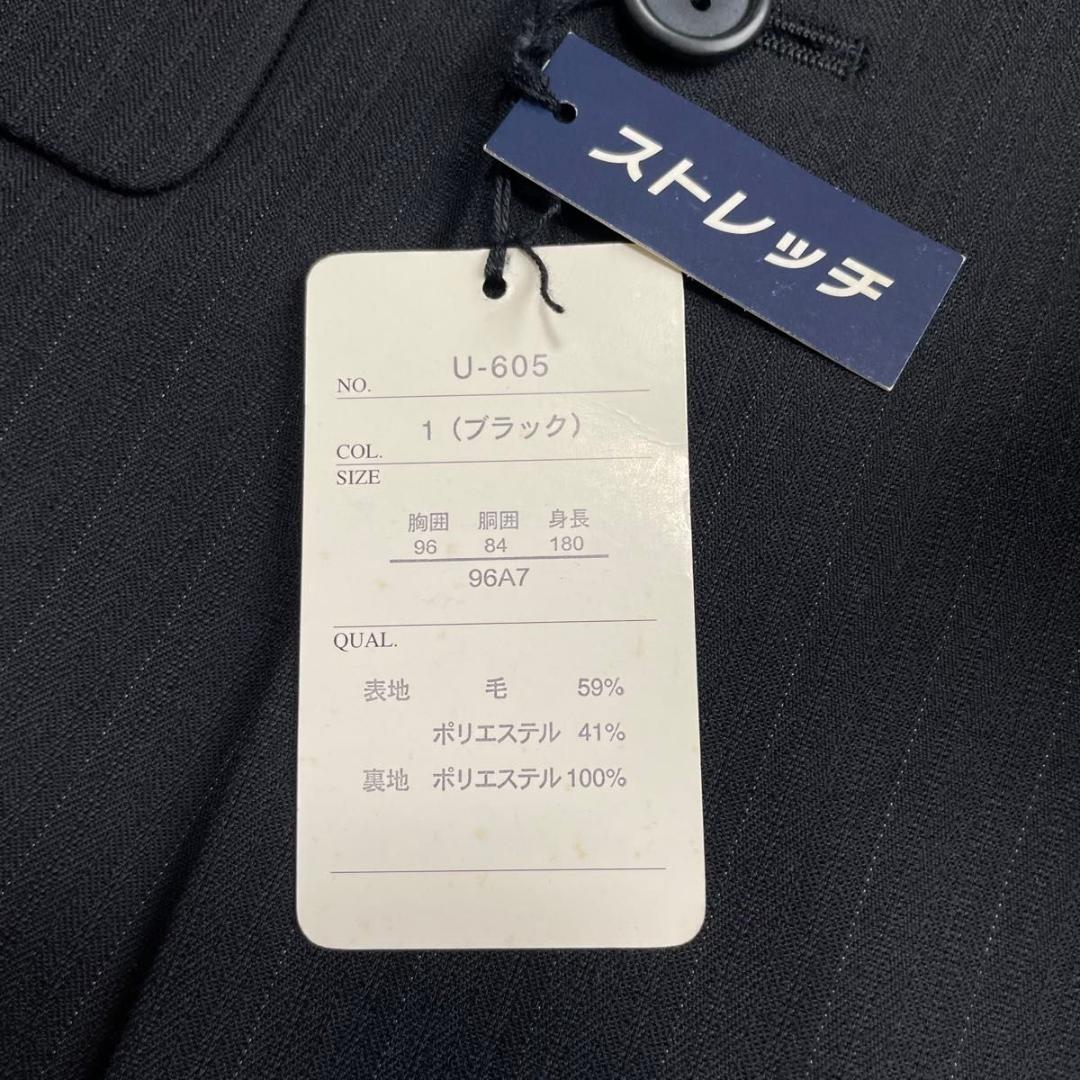 ストレッチ
NO. U-605
COL. 1（ブラック）
SIZE
胸囲 胴囲 身長
96 84 180
96A7
QUAL.
表地 毛 59%
ポリエステル 41%
裏地 ポリエステル 100%